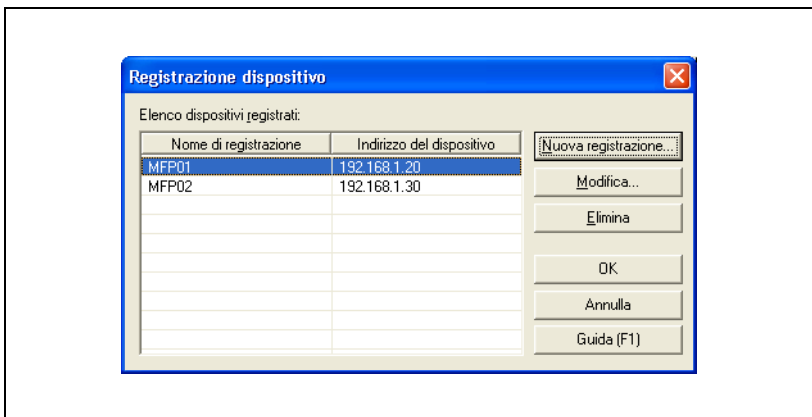 Registrazione dispositivo
Elenco dispositivi registrati:
Nome di registrazione Indirizzo del dispositivo
MFP01 192.168.1.20
MFP02 192.168.1.30
Nuova registrazione...
Modifica...
Elimina
OK
Annulla
Guida (F1)